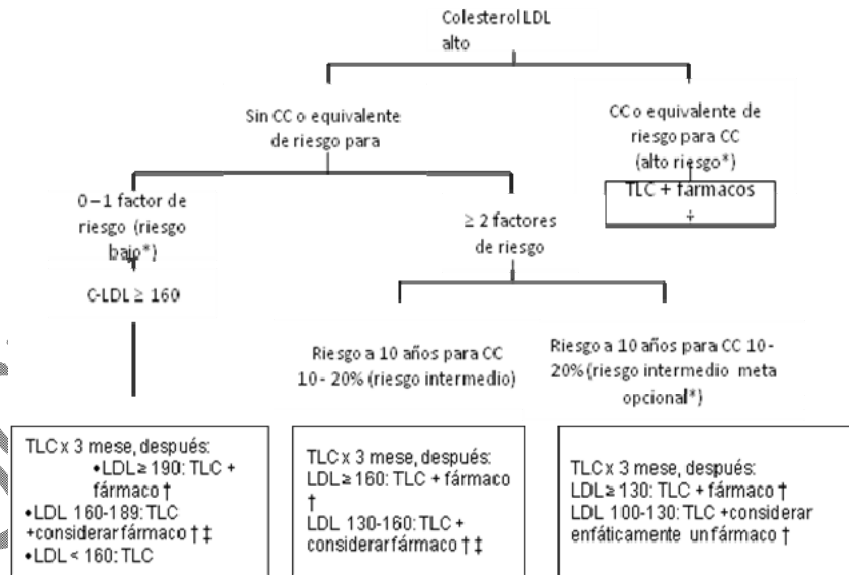 Colesterol LDL
alto
Sin CC o equivalente
de riesgo para
CC o equivalente de
riesgo para CC
(alto riesgo*)
TLC + fármacos
‡
0 – 1 factor de
riesgo (riesgo
bajo*)
≥ 2 factores
de riesgo
C-LDL ≥ 160
Riesgo a 10 años para CC
10- 20% (riesgo intermedio)
Riesgo a 10 años para CC 10-
20% (riesgo intermedio meta
opcional*)
TLC x 3 mese, después:
•LDL ≥ 190: TLC +
fármaco †
•LDL 160-189: TLC
+considerar fármaco † ‡
•LDL < 160: TLC
TLC x 3 mese, después:
LDL ≥ 160: TLC + fármaco
†
LDL 130-160: TLC +
considerar fármaco † ‡
TLC x 3 mese, después:
LDL ≥ 130: TLC + fármaco †
LDL 100-130: TLC +considerar
enfáticamente un fármaco †